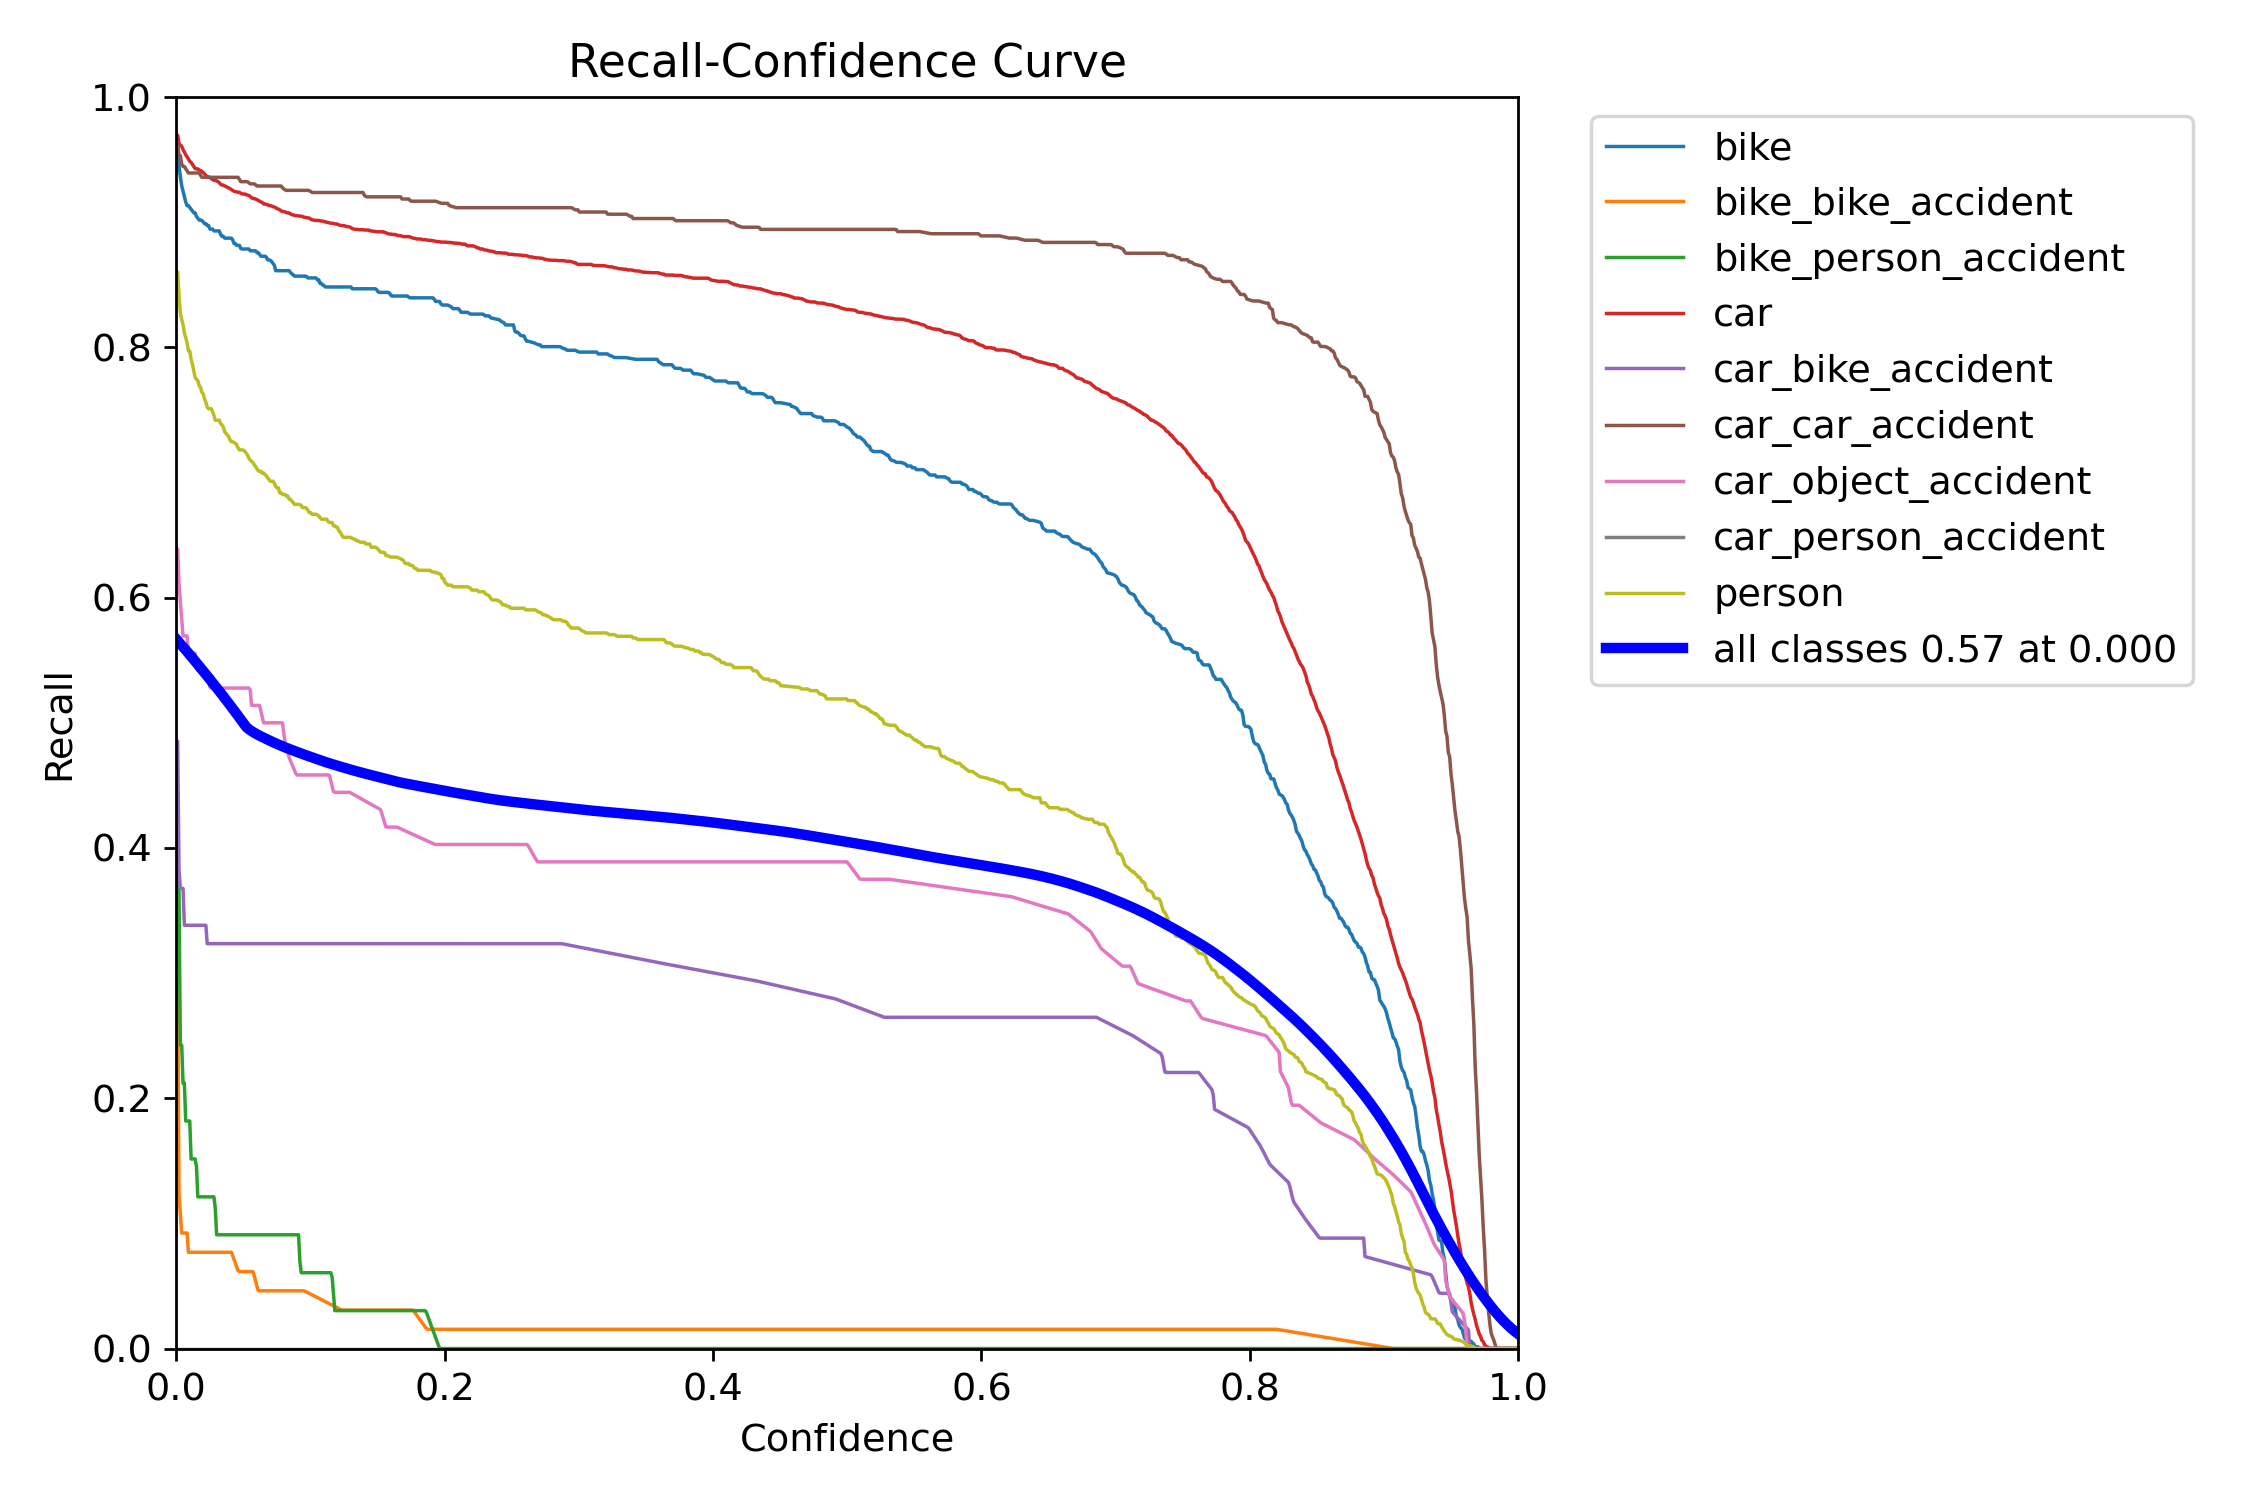 Recall-Confidence Curve
1.0
0.8
0.6
0.4
0.2
0.0
Recall
0.0 0.2 0.4 0.6 0.8 1.0
Confidence
bike
bike_bike_accident
bike_person_accident
car
car_bike_accident
car_car_accident
car_object_accident
car_person_accident
person
all classes 0.57 at 0.000